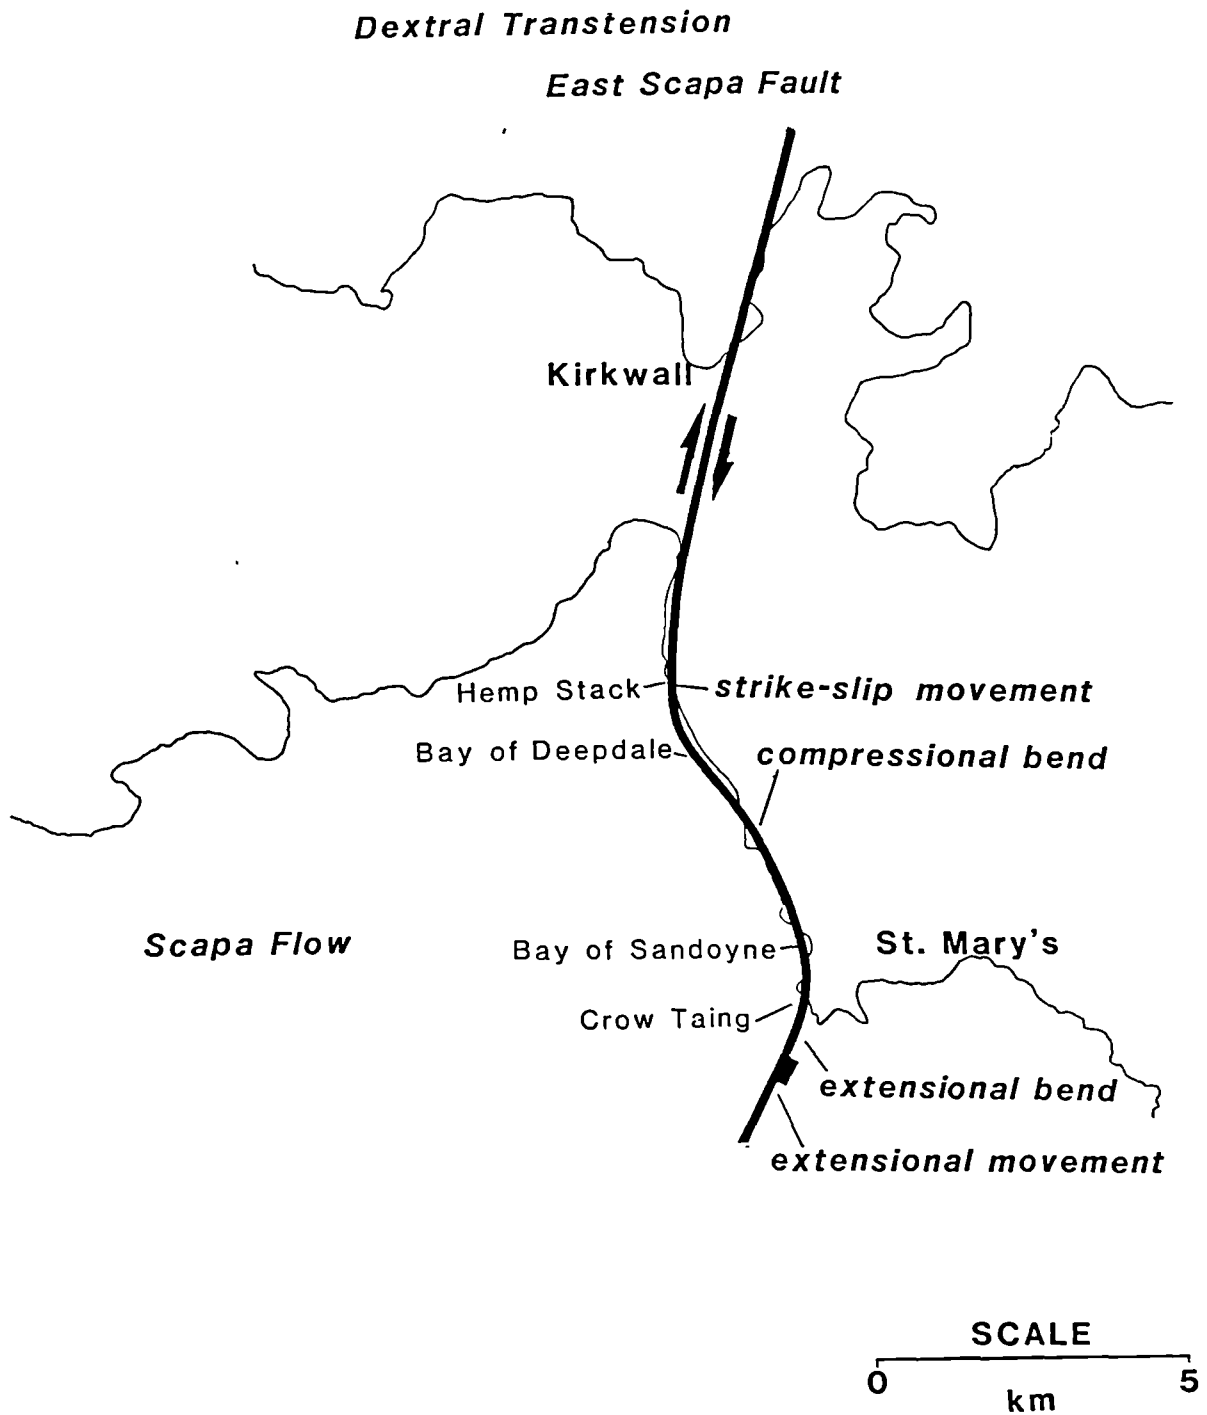 Dextral Transtension
East Scapa Fault
Kirkwall
Hemp Stack
strike-slip movement
Bay of Deepdale
compressional bend
Scapa Flow
Bay of Sandoyne
St. Mary's
Crow Taing
extensional bend
extensional movement
SCALE
0 5
km